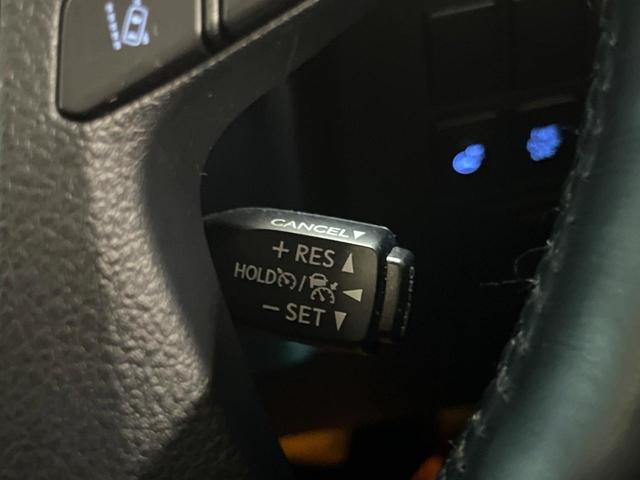 CANCEL▼
+ RES ▲
HOLD / ◀
− SET ▼